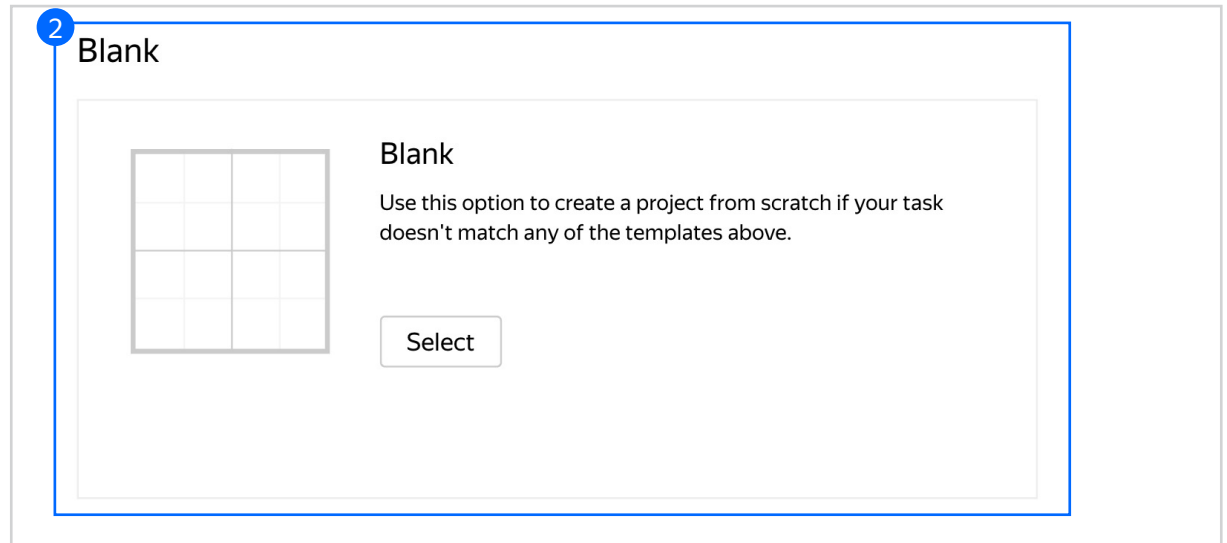 2
Blank
Blank
Use this option to create a project from scratch if your task
doesn't match any of the templates above.
Select